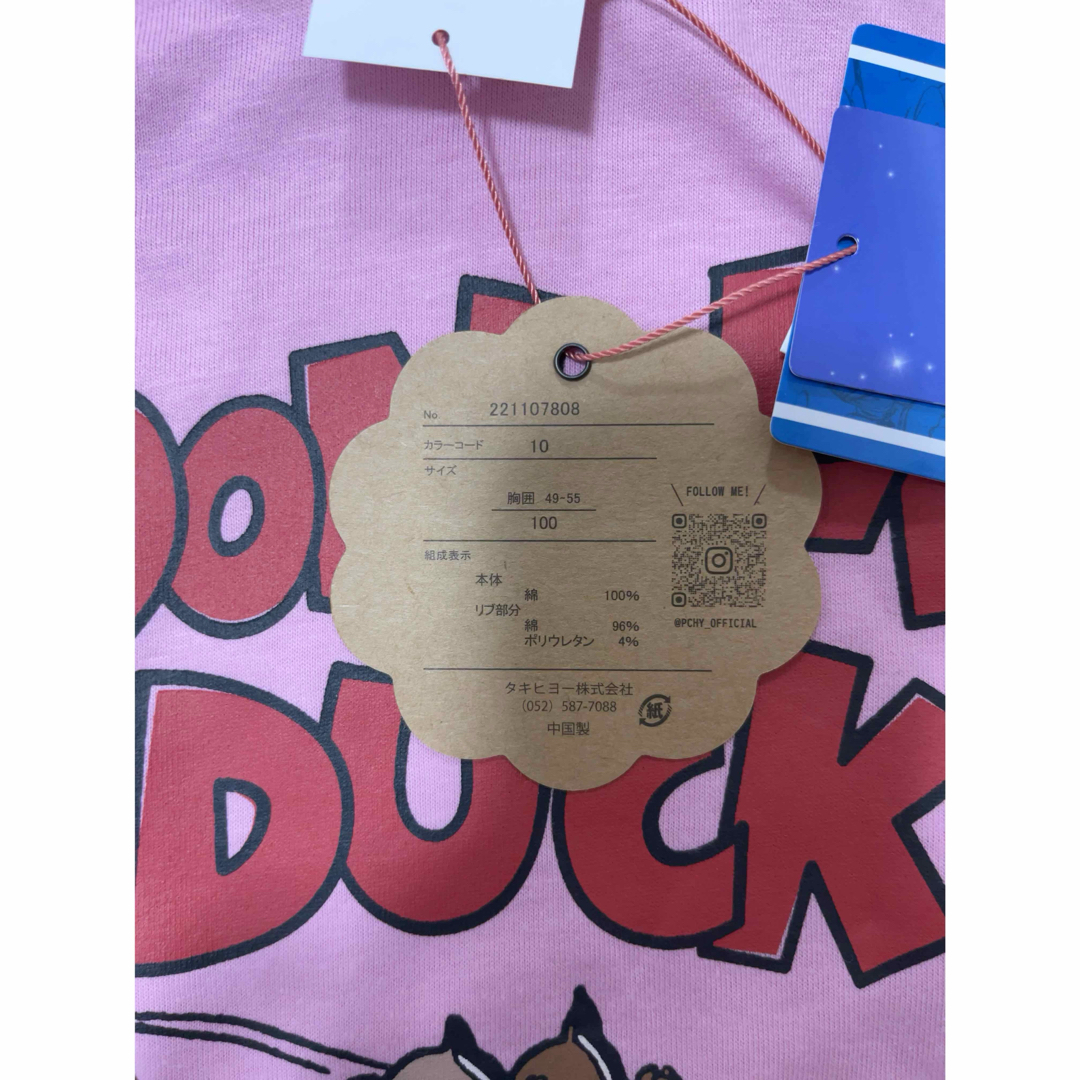 No. 221107808
カラーコード 10
サイズ
胸囲 49-55
100
組成表示
本体
綿 100%
リブ部分
綿 96%
ポリウレタン 4%
\ FOLLOW ME! /
@PCHY_OFFICIAL
タキヒヨー株式会社
(052) 587-7088
紙
中国製
DUCK